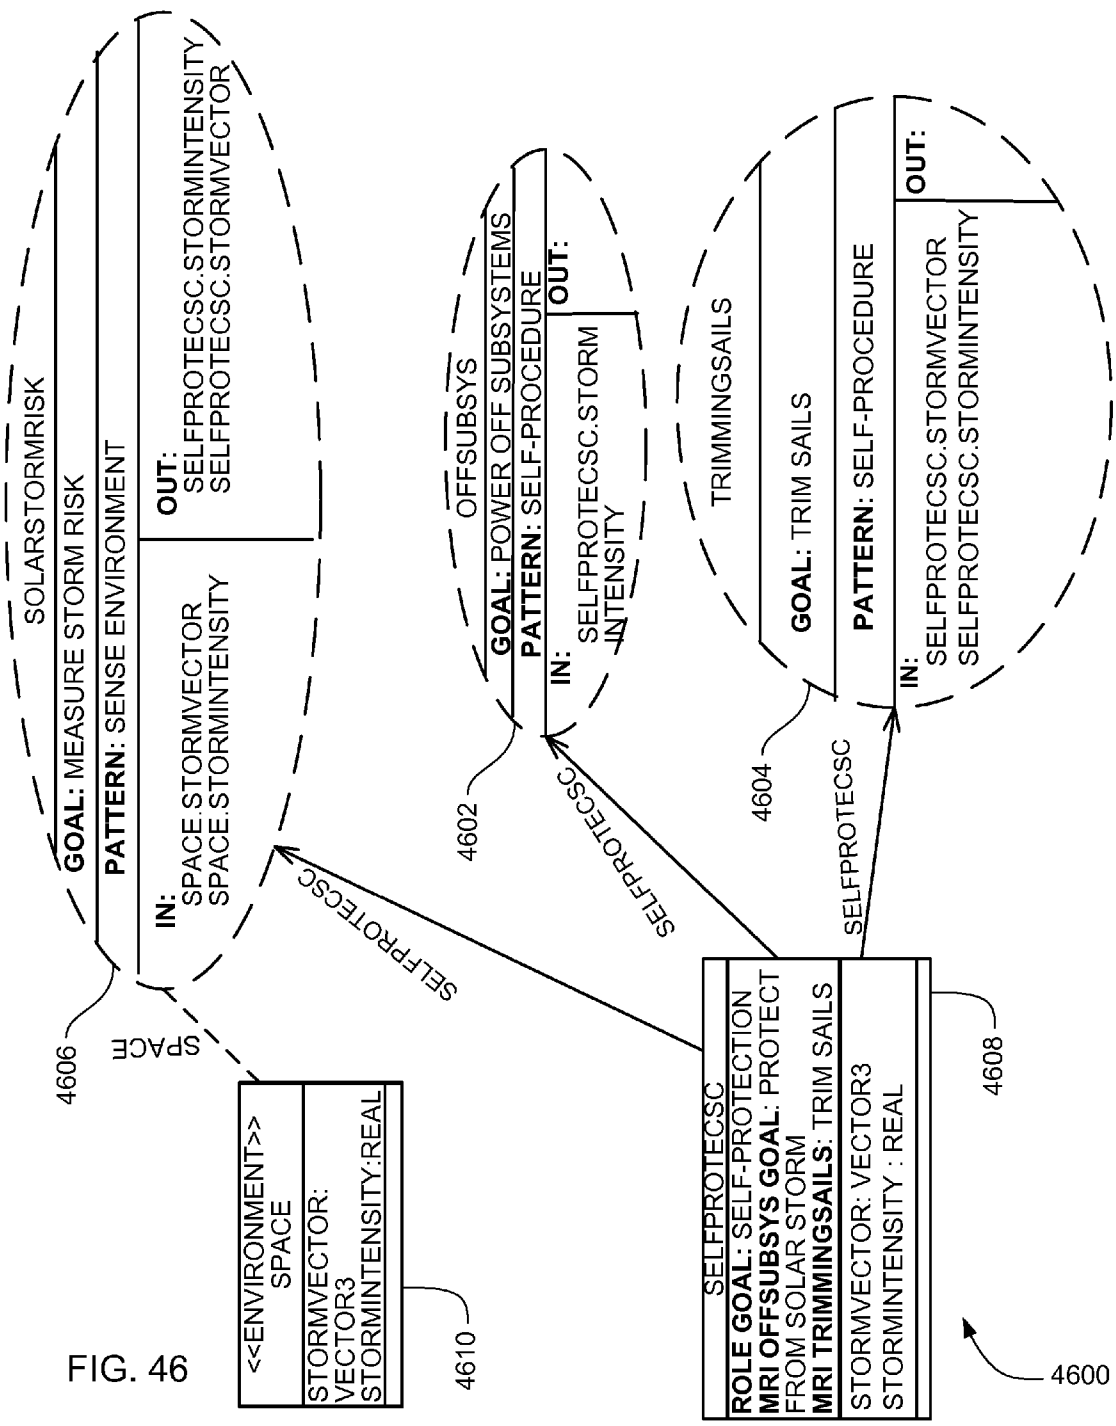 SOLARSTORMRISK
GOAL: MEASURE STORM RISK
PATTERN: SENSE ENVIRONMENT
IN:
SPACE.STORMVECTOR
SPACE.STORMINTENSITY
OUT:
SELFPROTECSC.STORMINTENSITY
SELFPROTECSC.STORMVECTOR
4606
SPACE
<<ENVIRONMENT>>
SPACE
STORMVECTOR:
VECTOR3
STORMINTENSITY:REAL
4610
SELFPROTECSC
OFFSUBSYS
GOAL: POWER OFF SUBSYSTEMS
PATTERN: SELF-PROCEDURE
IN:
SELFPROTECSC.STORM
INTENSITY
OUT:
4602
SELFPROTECSC
TRIMMINGSAILS
GOAL: TRIM SAILS
PATTERN: SELF-PROCEDURE
IN:
SELFPROTECSC.STORMVECTOR
SELFPROTECSC.STORMINTENSITY
OUT:
4604
SELFPROTECSC
SELFPROTECSC
ROLE GOAL: SELF-PROTECTION
MRI OFFSUBSYS GOAL: PROTECT
FROM SOLAR STORM
MRI TRIMMINGSAILS: TRIM SAILS
STORMVECTOR: VECTOR3
STORMINTENSITY : REAL
4608
4600
FIG. 46